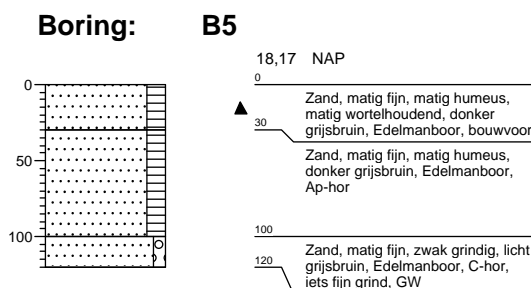 Boring: B5
18,17 NAP
0
0
Zand, matig fijn, matig humeus,
matig wortelhoudend, donker
grijsbruin, Edelmanboor, bouwvoor
30
Zand, matig fijn, matig humeus,
donker grijsbruin, Edelmanboor,
Ap-hor
50
100
100
Zand, matig fijn, zwak grindig, licht
grijsbruin, Edelmanboor, C-hor,
iets fijn grind, GW
120